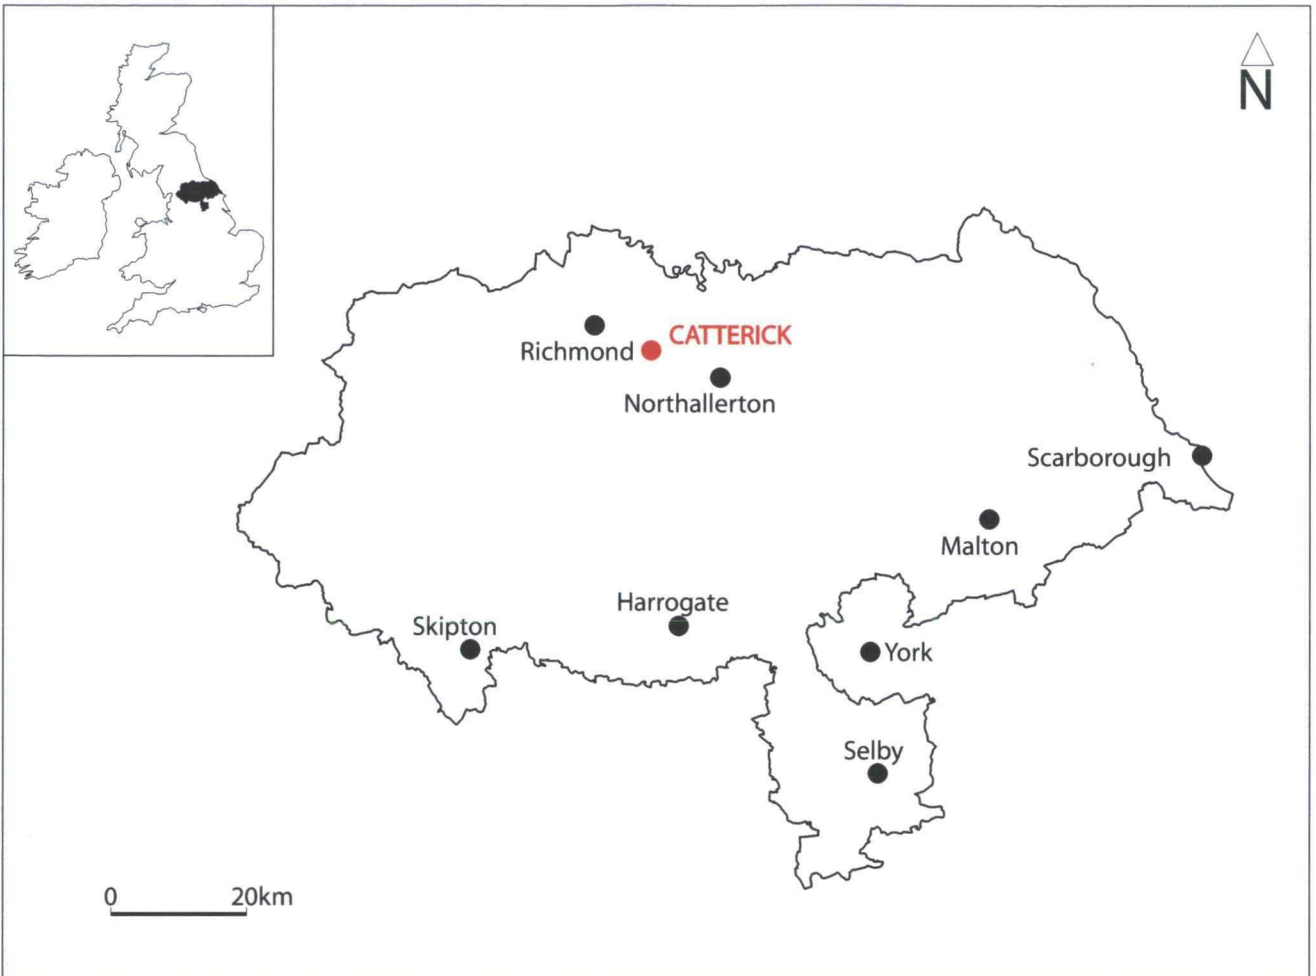 N
CATTERICK
Richmond
Northallerton
Scarborough
Malton
Harrogate
Skipton
York
Selby
0 20km